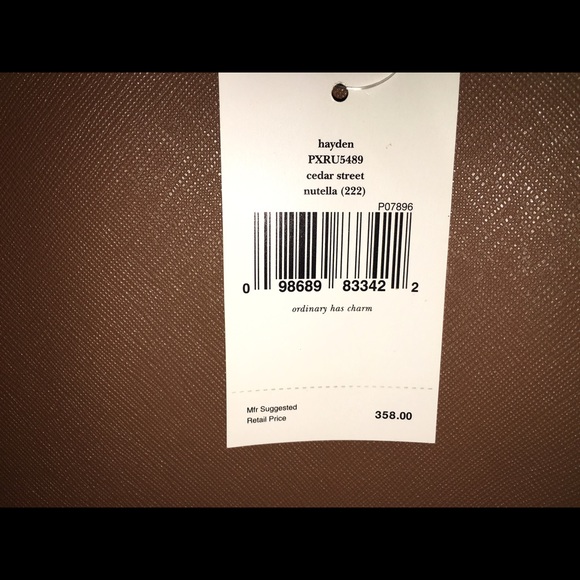 hayden
PXRU5489
cedar street
nutella (222)
P07896
0 98689 83342 2
ordinary has charm
Mfr Suggested
Retail Price 358.00